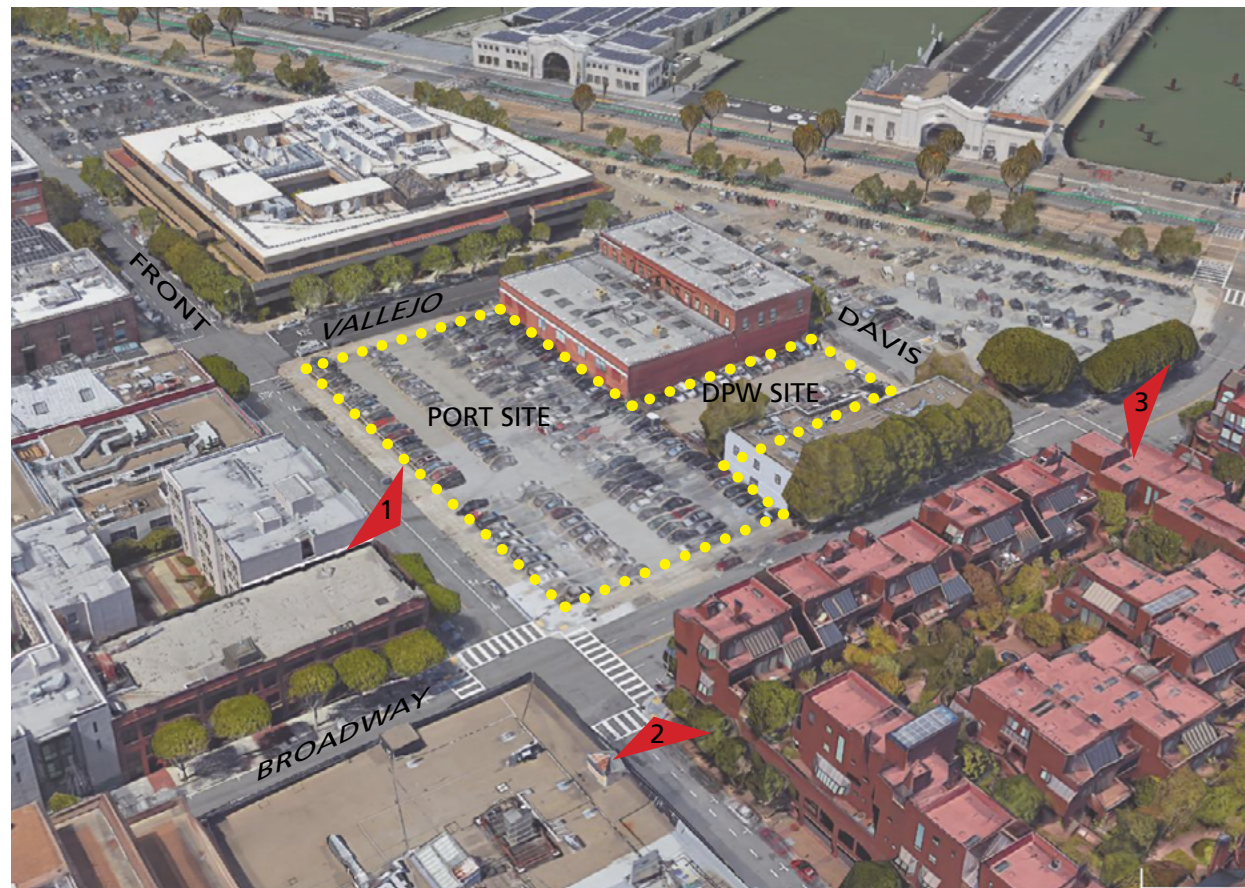 FRONT
VALLEJO
DAVIS
PORT SITE
DPW SITE
3
1
BROADWAY
2